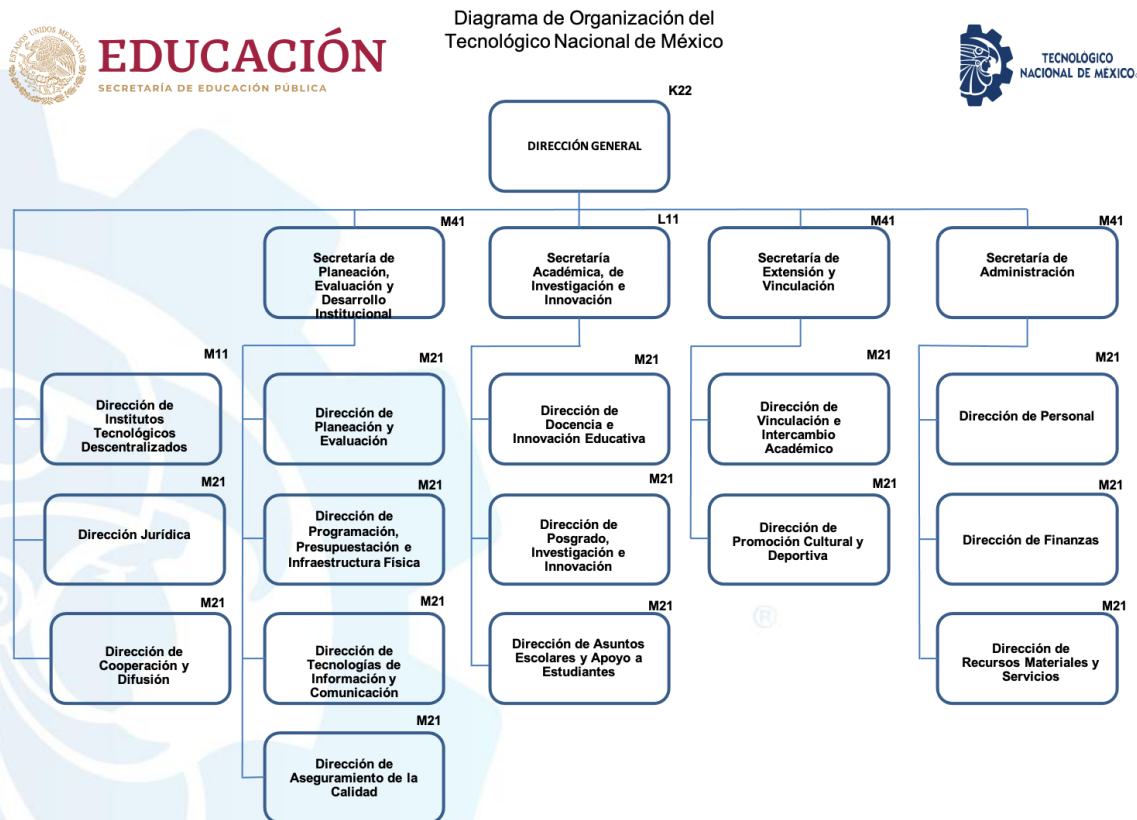 Diagrama de Organización del
Tecnológico Nacional de México
ESTADOS UNIDOS MEXICANOS
EDUCACIÓN
SECRETARÍA DE EDUCACIÓN PÚBLICA
TECNOLÓGICO
NACIONAL DE MÉXICO®
K22
DIRECCIÓN GENERAL
M41
Secretaría de
Planeación,
Evaluación y
Desarrollo
Institucional
L11
Secretaría
Académica, de
Investigación e
Innovación
M41
Secretaría de
Extensión y
Vinculación
M41
Secretaría de
Administración
M11
Dirección de
Institutos
Tecnológicos
Descentralizados
M21
Dirección de
Planeación y
Evaluación
M21
Dirección de
Docencia e
Innovación Educativa
M21
Dirección de
Vinculación e
Intercambio
Académico
M21
Dirección de Personal
M21
Dirección Jurídica
M21
Dirección de
Programación,
Presupuestación e
Infraestructura Física
M21
Dirección de
Posgrado,
Investigación e
Innovación
M21
Dirección de
Promoción Cultural y
Deportiva
M21
Dirección de Finanzas
M21
Dirección de
Cooperación y
Difusión
M21
Dirección de
Tecnologías de
Información y
Comunicación
M21
Dirección de Asuntos
Escolares y Apoyo a
Estudiantes
®
M21
Dirección de
Recursos Materiales y
Servicios
M21
Dirección de
Aseguramiento de la
Calidad